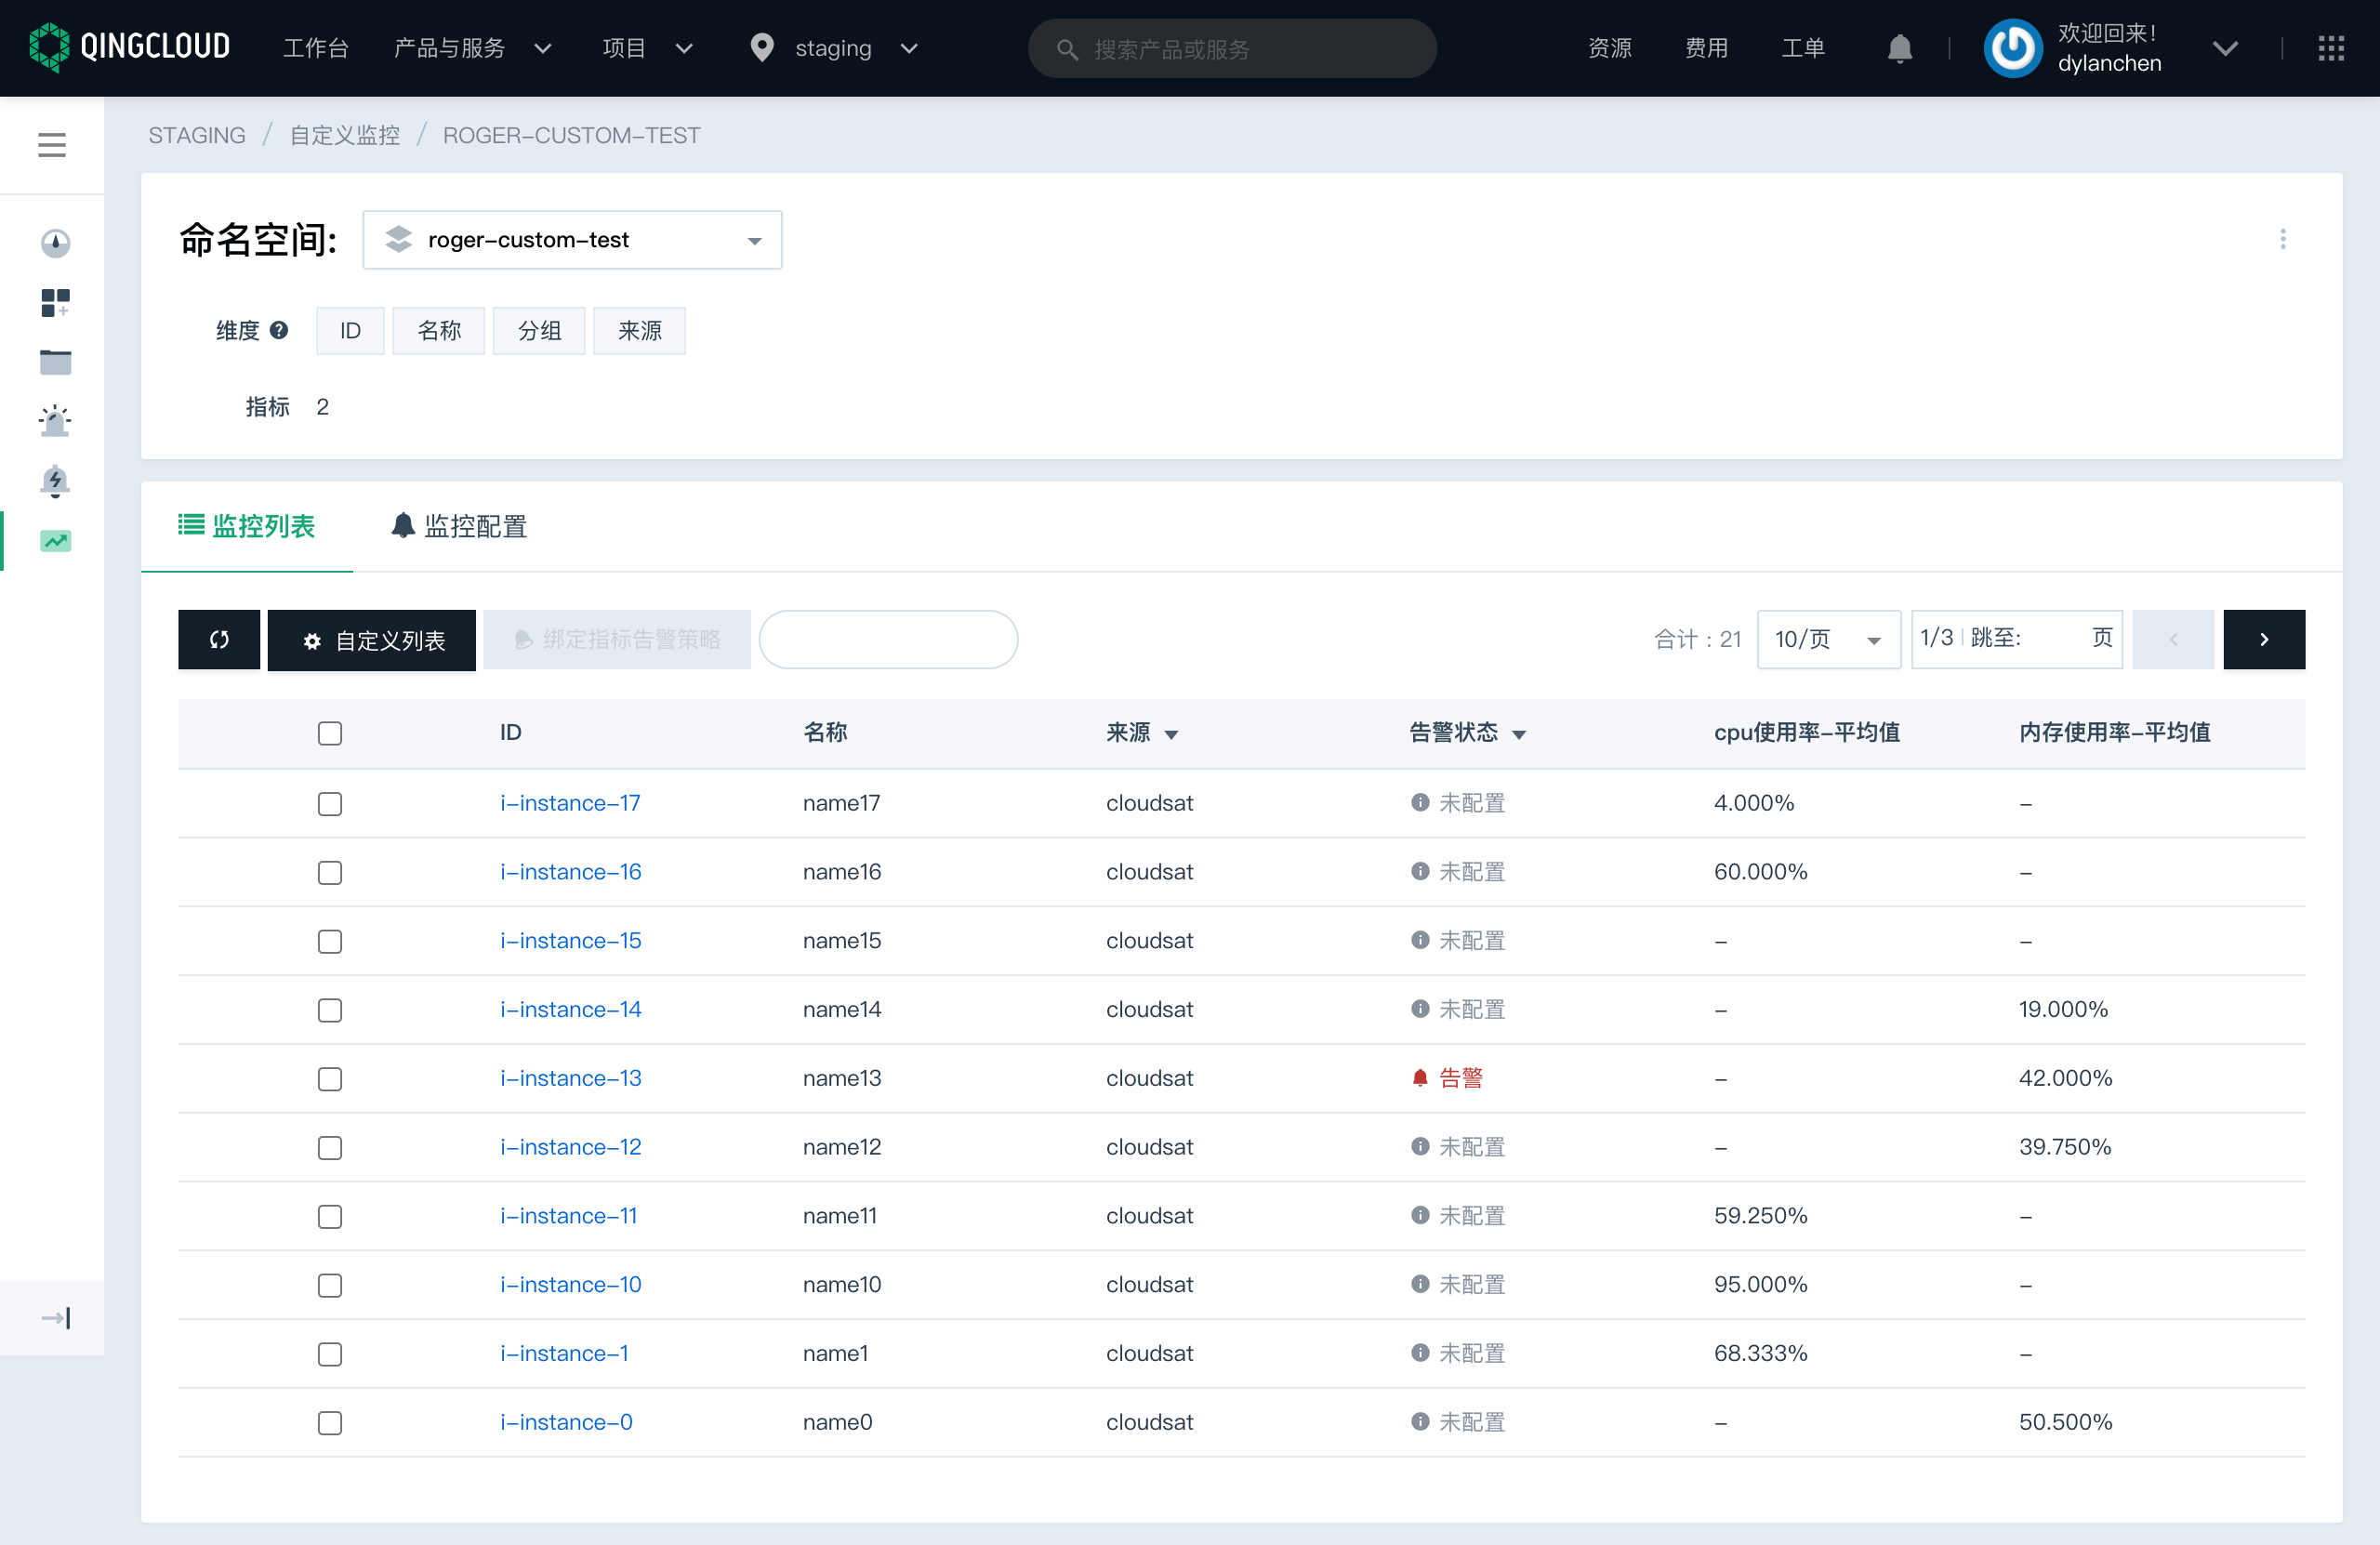 QINGCLOUD 工作台 产品与服务 项目 staging 搜索产品或服务 资源 费用 工单 欢迎回来！
dylanchen
STAGING / 自定义监控 / ROGER-CUSTOM-TEST
命名空间: roger-custom-test
维度 ID 名称 分组 来源
指标 2
监控列表 监控配置
自定义列表 绑定指标告警策略 合计：21 10/页 1/3 跳至: 页
ID 名称 来源 告警状态 cpu使用率-平均值 内存使用率-平均值
i-instance-17 name17 cloudsat 未配置 4.000% -
i-instance-16 name16 cloudsat 未配置 60.000% -
i-instance-15 name15 cloudsat 未配置 - -
i-instance-14 name14 cloudsat 未配置 - 19.000%
i-instance-13 name13 cloudsat 告警 - 42.000%
i-instance-12 name12 cloudsat 未配置 - 39.750%
i-instance-11 name11 cloudsat 未配置 59.250% -
i-instance-10 name10 cloudsat 未配置 95.000% -
i-instance-1 name1 cloudsat 未配置 68.333% -
i-instance-0 name0 cloudsat 未配置 - 50.500%